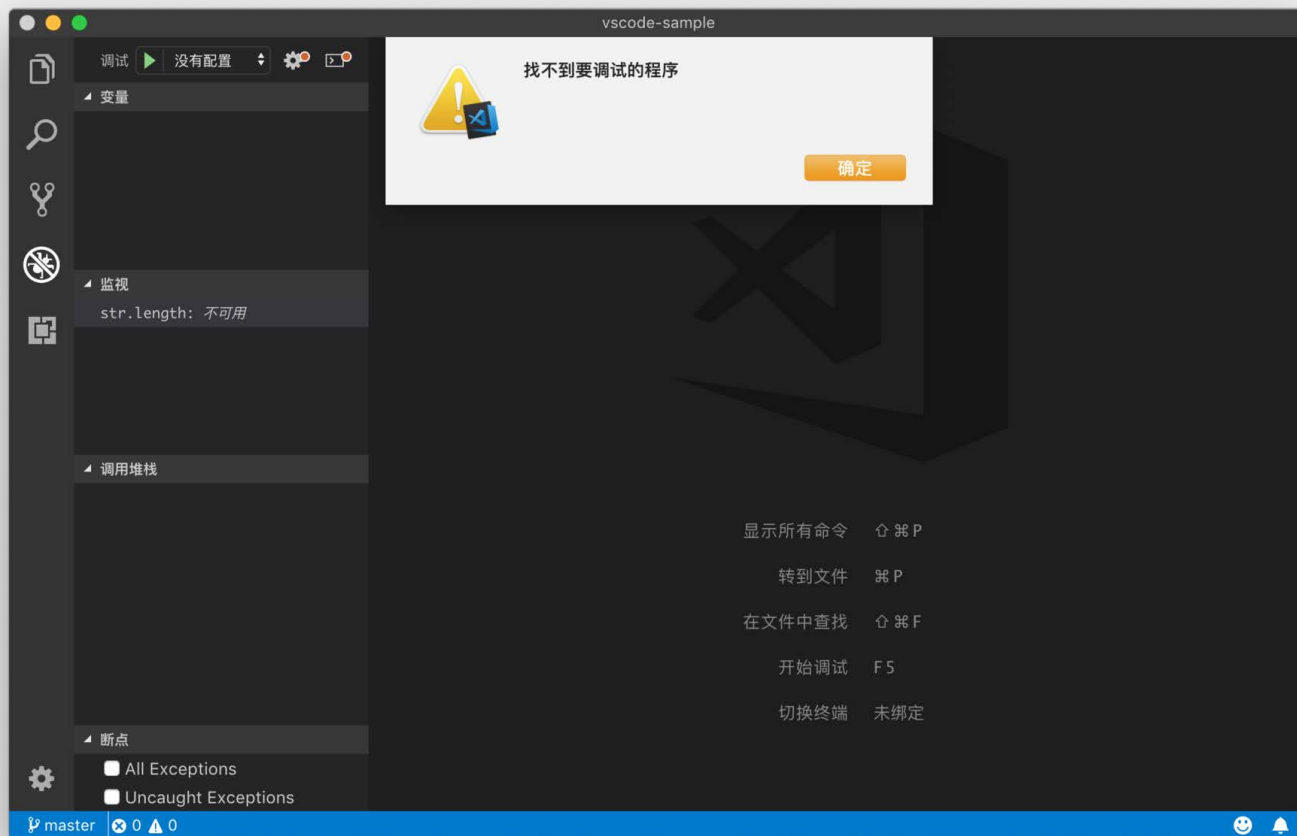 vscode-sample
调试 没有配置
变量
监视
str.length: 不可用
调用堆栈
断点
All Exceptions
Uncaught Exceptions
找不到要调试的程序
确定
显示所有命令 ⇧⌘P
转到文件 ⌘P
在文件中查找 ⇧⌘F
开始调试 F5
切换终端 未绑定
master 0 0